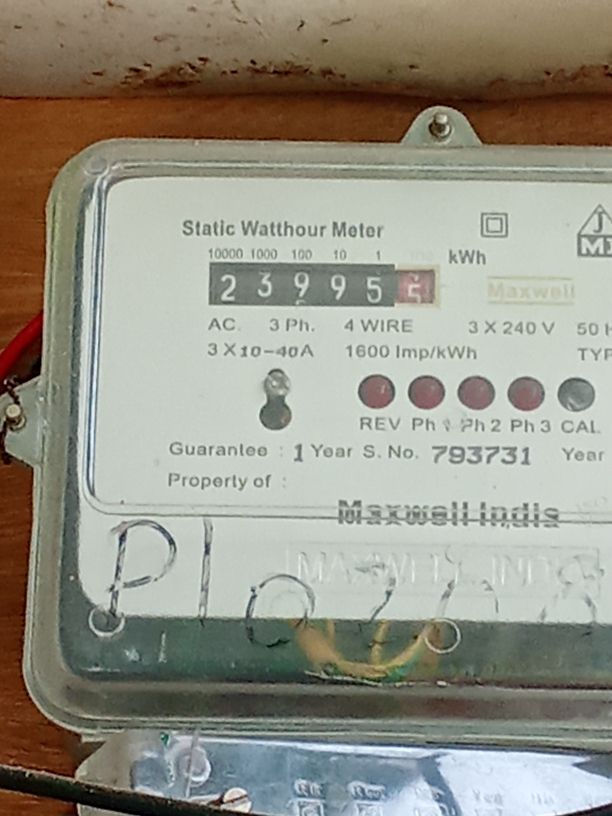 Static Watthour Meter
10000 1000 100 10 1
kWh
2 3 9 9 5 5
Maxwell
AC. 3 Ph. 4 WIRE 3 X 240 V 50
3 X 10-40A 1600 Imp/kWh
REV Ph 1 Ph 2 Ph 3 CAL
Guarantee : 1 Year S. No. 793731 Year
Property of :
Maxwell India
MAXWELL